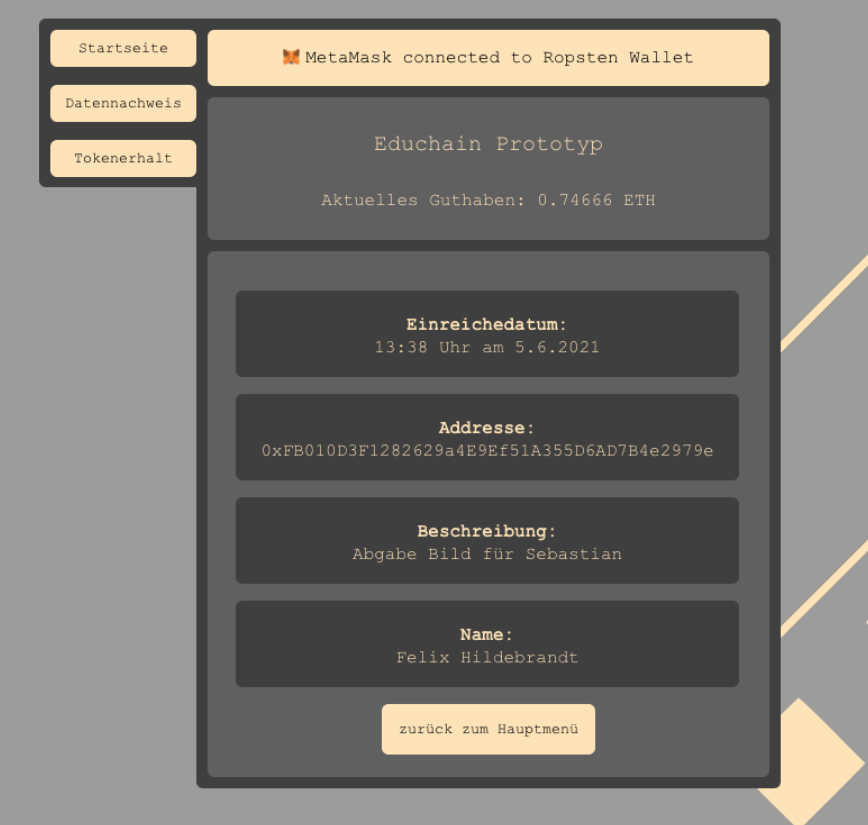 Startseite
Datennachweis
Tokenerhalt
MetaMask connected to Ropsten Wallet
Educhain Prototyp
Aktuelles Guthaben: 0.74666 ETH
Einreichedatum:
13:38 Uhr am 5.6.2021
Addresse:
0xFB010D3F1282629a4E9Ef51A355D6AD7B4e2979e
Beschreibung:
Abgabe Bild für Sebastian
Name:
Felix Hildebrandt
zurück zum Hauptmenü